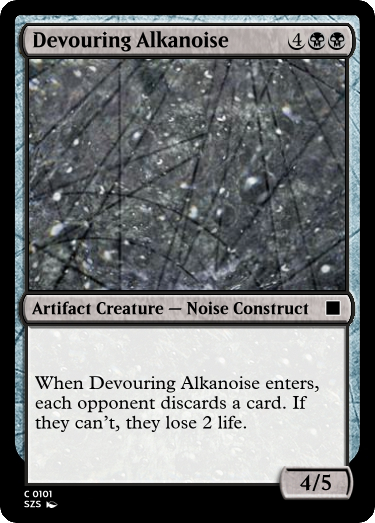 Devouring Alkanoise 4
Artifact Creature — Noise Construct
When Devouring Alkanoise enters,
each opponent discards a card. If
they can't, they lose 2 life.
4/5
C 0101
SZS